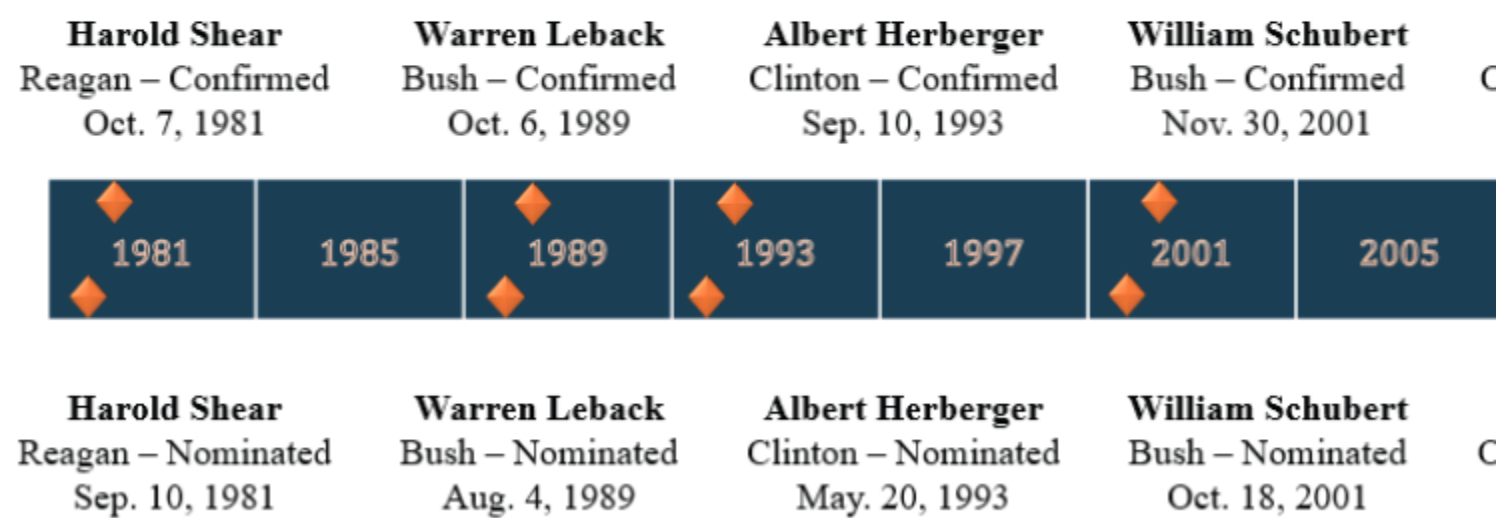 Harold Shear
Reagan – Confirmed
Oct. 7, 1981
Warren Leback
Bush – Confirmed
Oct. 6, 1989
Albert Herberger
Clinton – Confirmed
Sep. 10, 1993
William Schubert
Bush – Confirmed
Nov. 30, 2001
1981 1985 1989 1993 1997 2001 2005
Harold Shear
Reagan – Nominated
Sep. 10, 1981
Warren Leback
Bush – Nominated
Aug. 4, 1989
Albert Herberger
Clinton – Nominated
May. 20, 1993
William Schubert
Bush – Nominated
Oct. 18, 2001